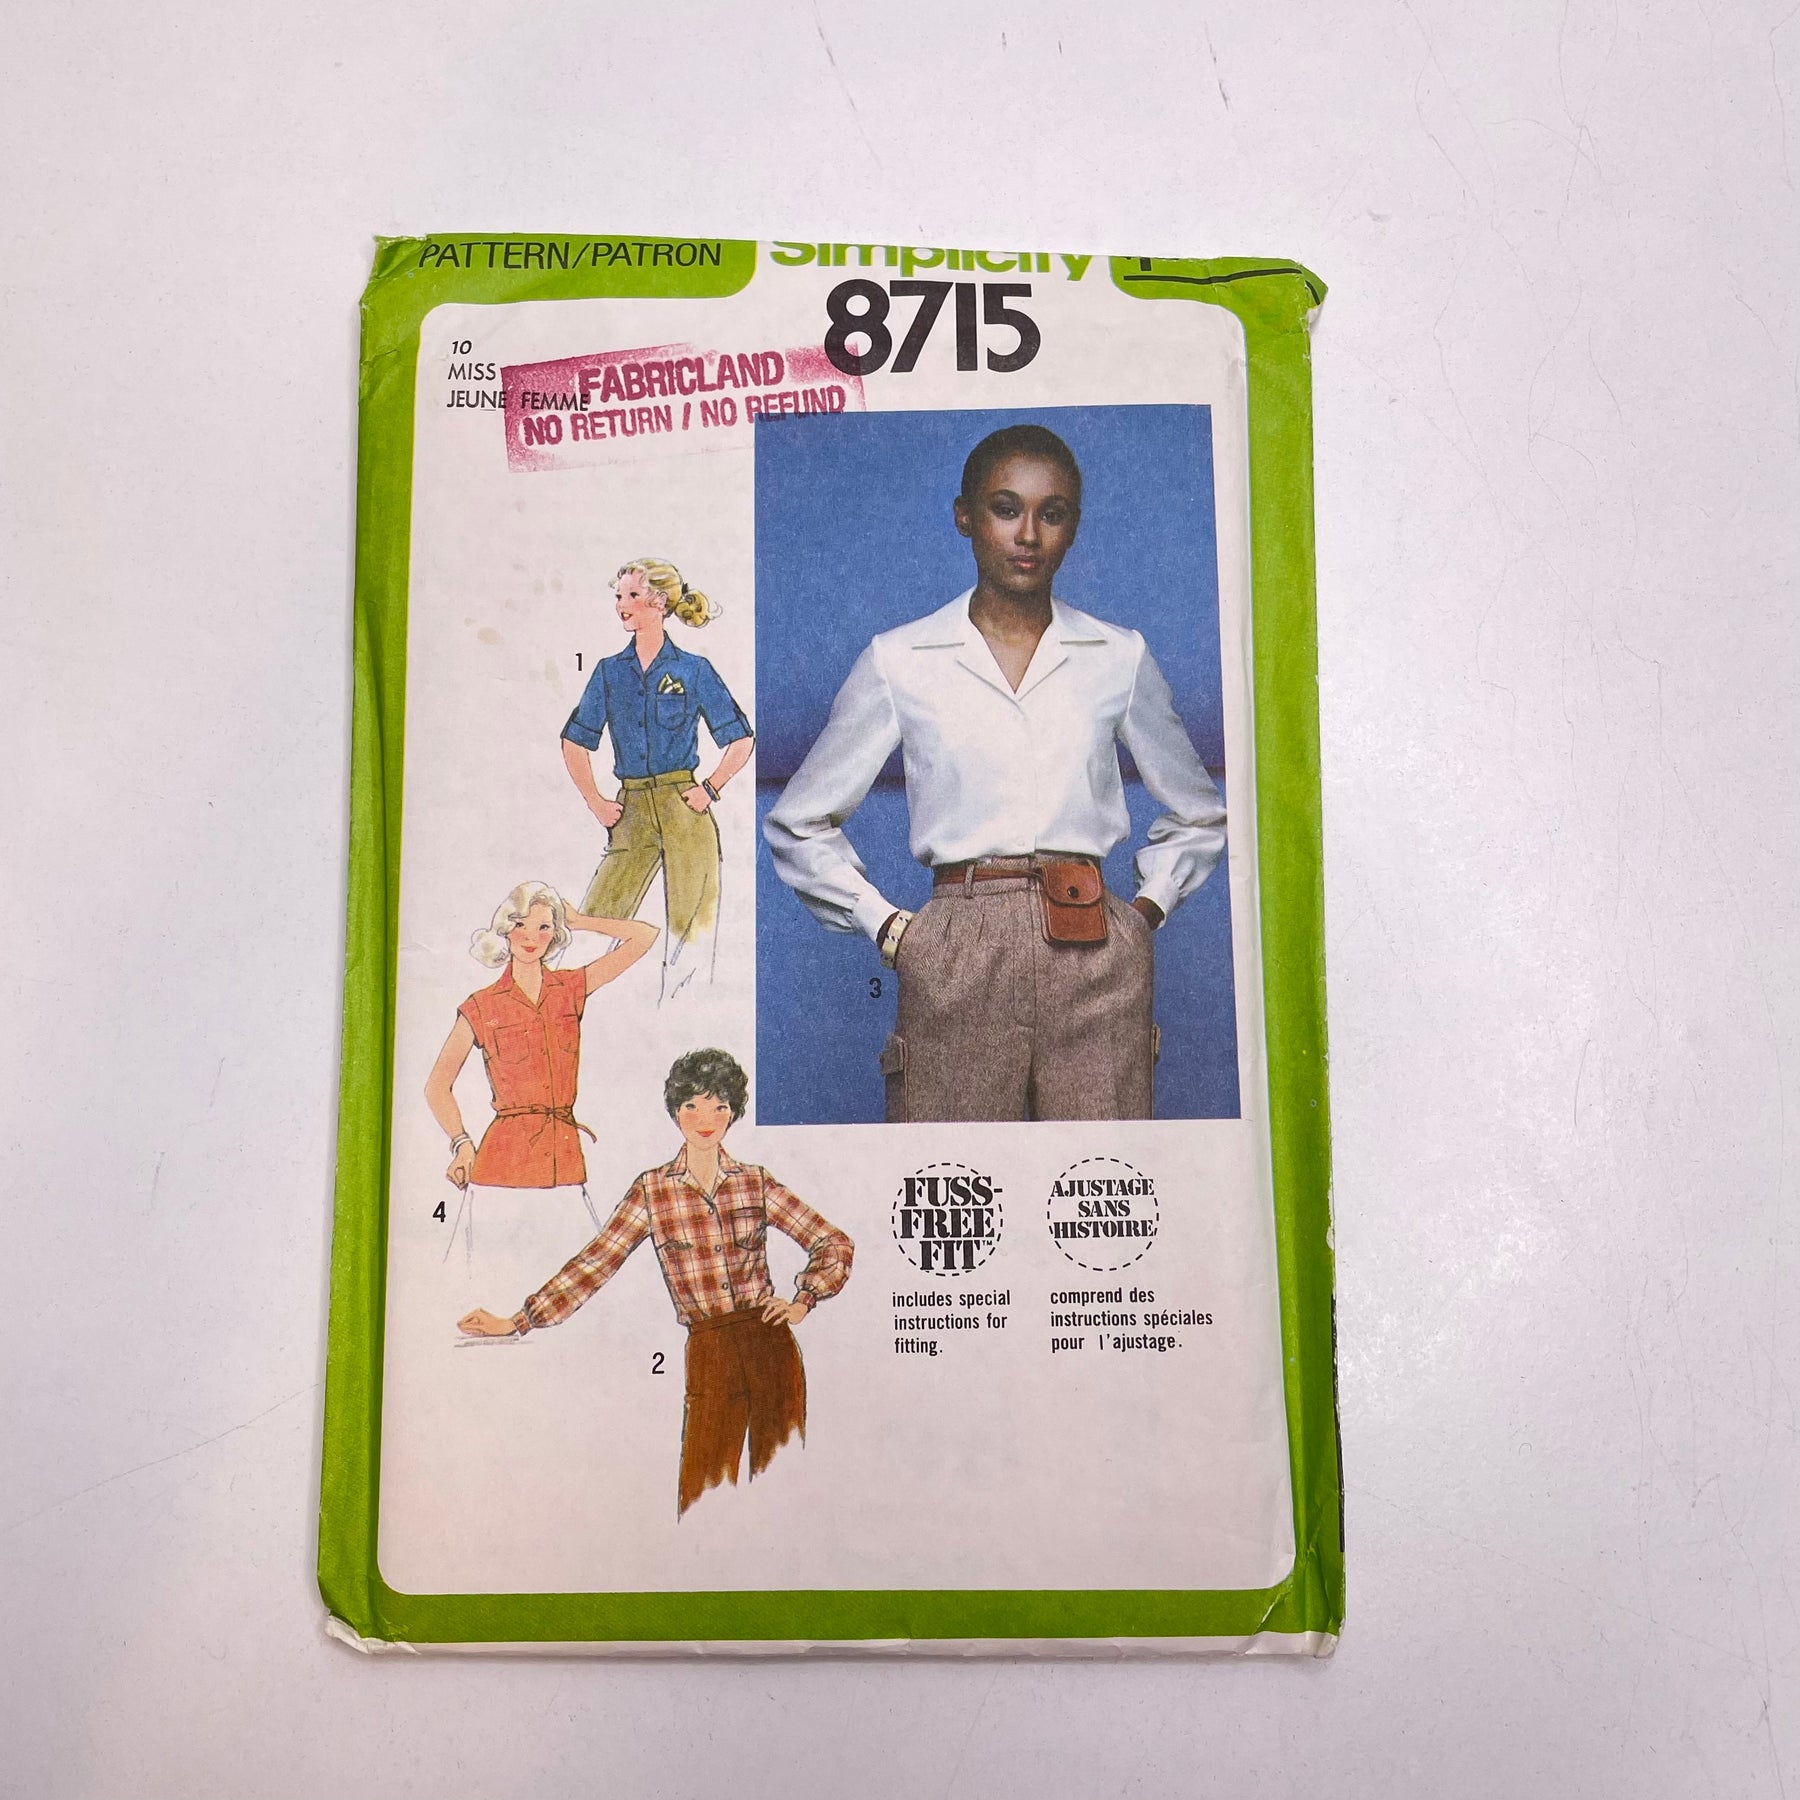 PATTERN/PATRON
Simplicity
8715
10
MISS
JEUNE FEMME
FABRICLAND
NO RETURN / NO REFUND
1
3
4
2
FUSS-
FREE
FIT™
includes special
instructions for
fitting.
AJUSTAGE
SANS
HISTOIRE
comprend des
instructions spéciales
pour l'ajustage.